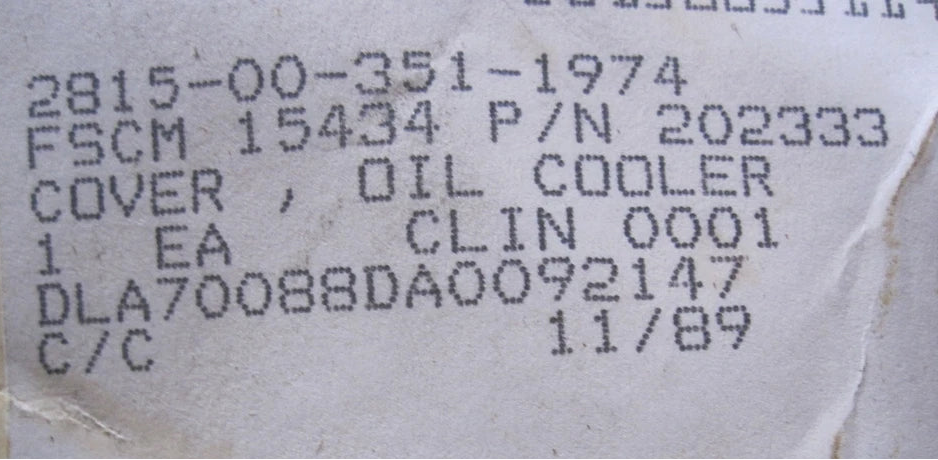 2815-00-351-1974
FSCM 15434 P/N 202333
COVER , OIL COOLER
1 EA CLIN 0001
DLA70088DA0092147
C/C 11/89